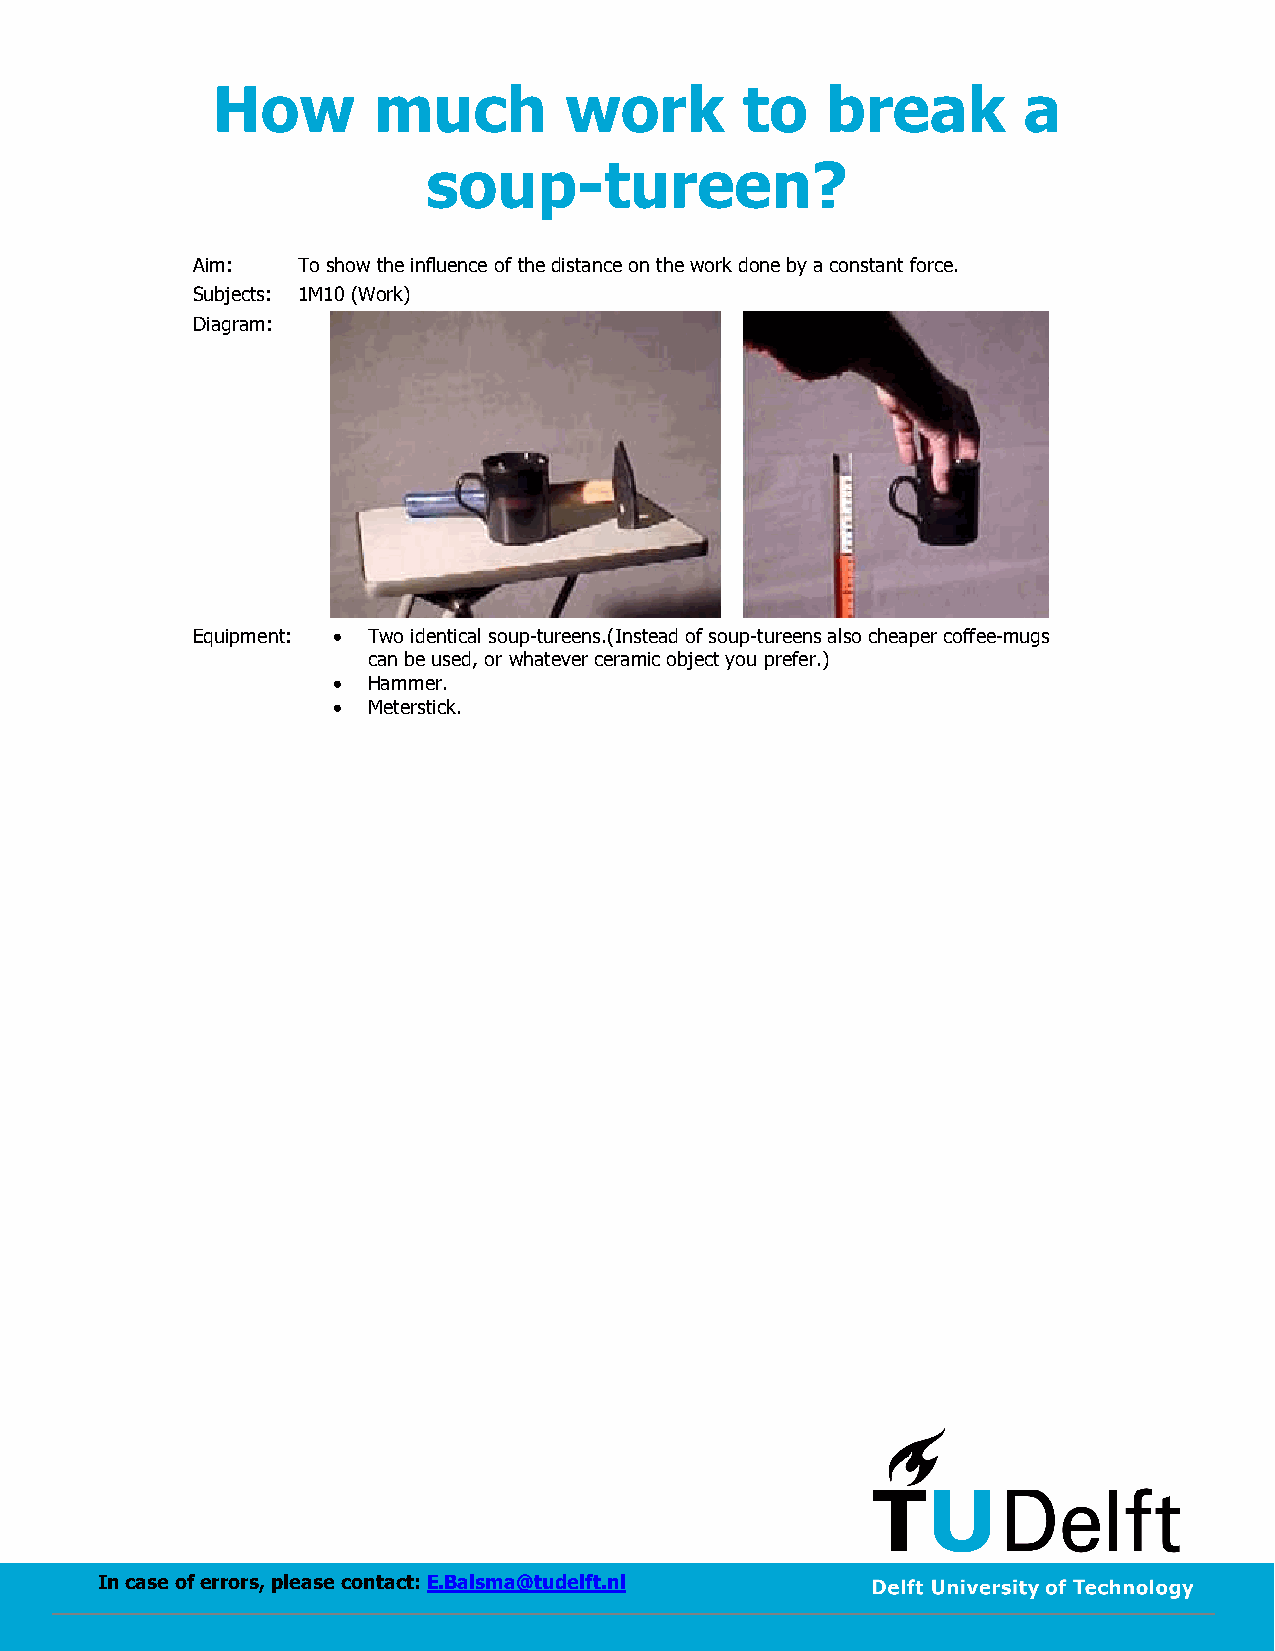 How much work to break a
soup-tureen?
Aim: To show the influence of the distance on the work done by a constant force.
Subjects: 1M10 (Work)
Diagram:
Equipment: • Two identical soup-tureens.(Instead of soup-tureens also cheaper coffee-mugs
can be used, or whatever ceramic object you prefer.)
• Hammer.
• Meterstick.
TUDelft
In case of errors, please contact: E.Balsma@tudelft.nl
Delft University of Technology